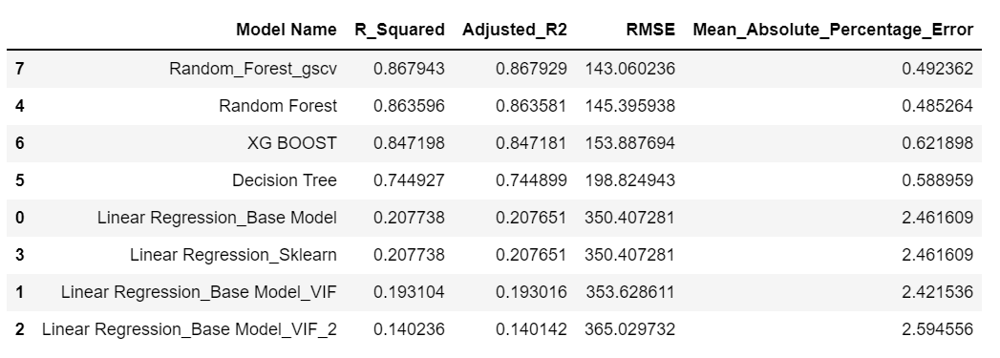 Model Name R_Squared Adjusted_R2 RMSE Mean_Absolute_Percentage_Error
7 Random_Forest_gscv 0.867943 0.867929 143.060236 0.492362
4 Random Forest 0.863596 0.863581 145.395938 0.485264
6 XG BOOST 0.847198 0.847181 153.887694 0.621898
5 Decision Tree 0.744927 0.744899 198.824943 0.588959
0 Linear Regression_Base Model 0.207738 0.207651 350.407281 2.461609
3 Linear Regression_Sklearn 0.207738 0.207651 350.407281 2.461609
1 Linear Regression_Base Model_VIF 0.193104 0.193016 353.628611 2.421536
2 Linear Regression_Base Model_VIF_2 0.140236 0.140142 365.029732 2.594556